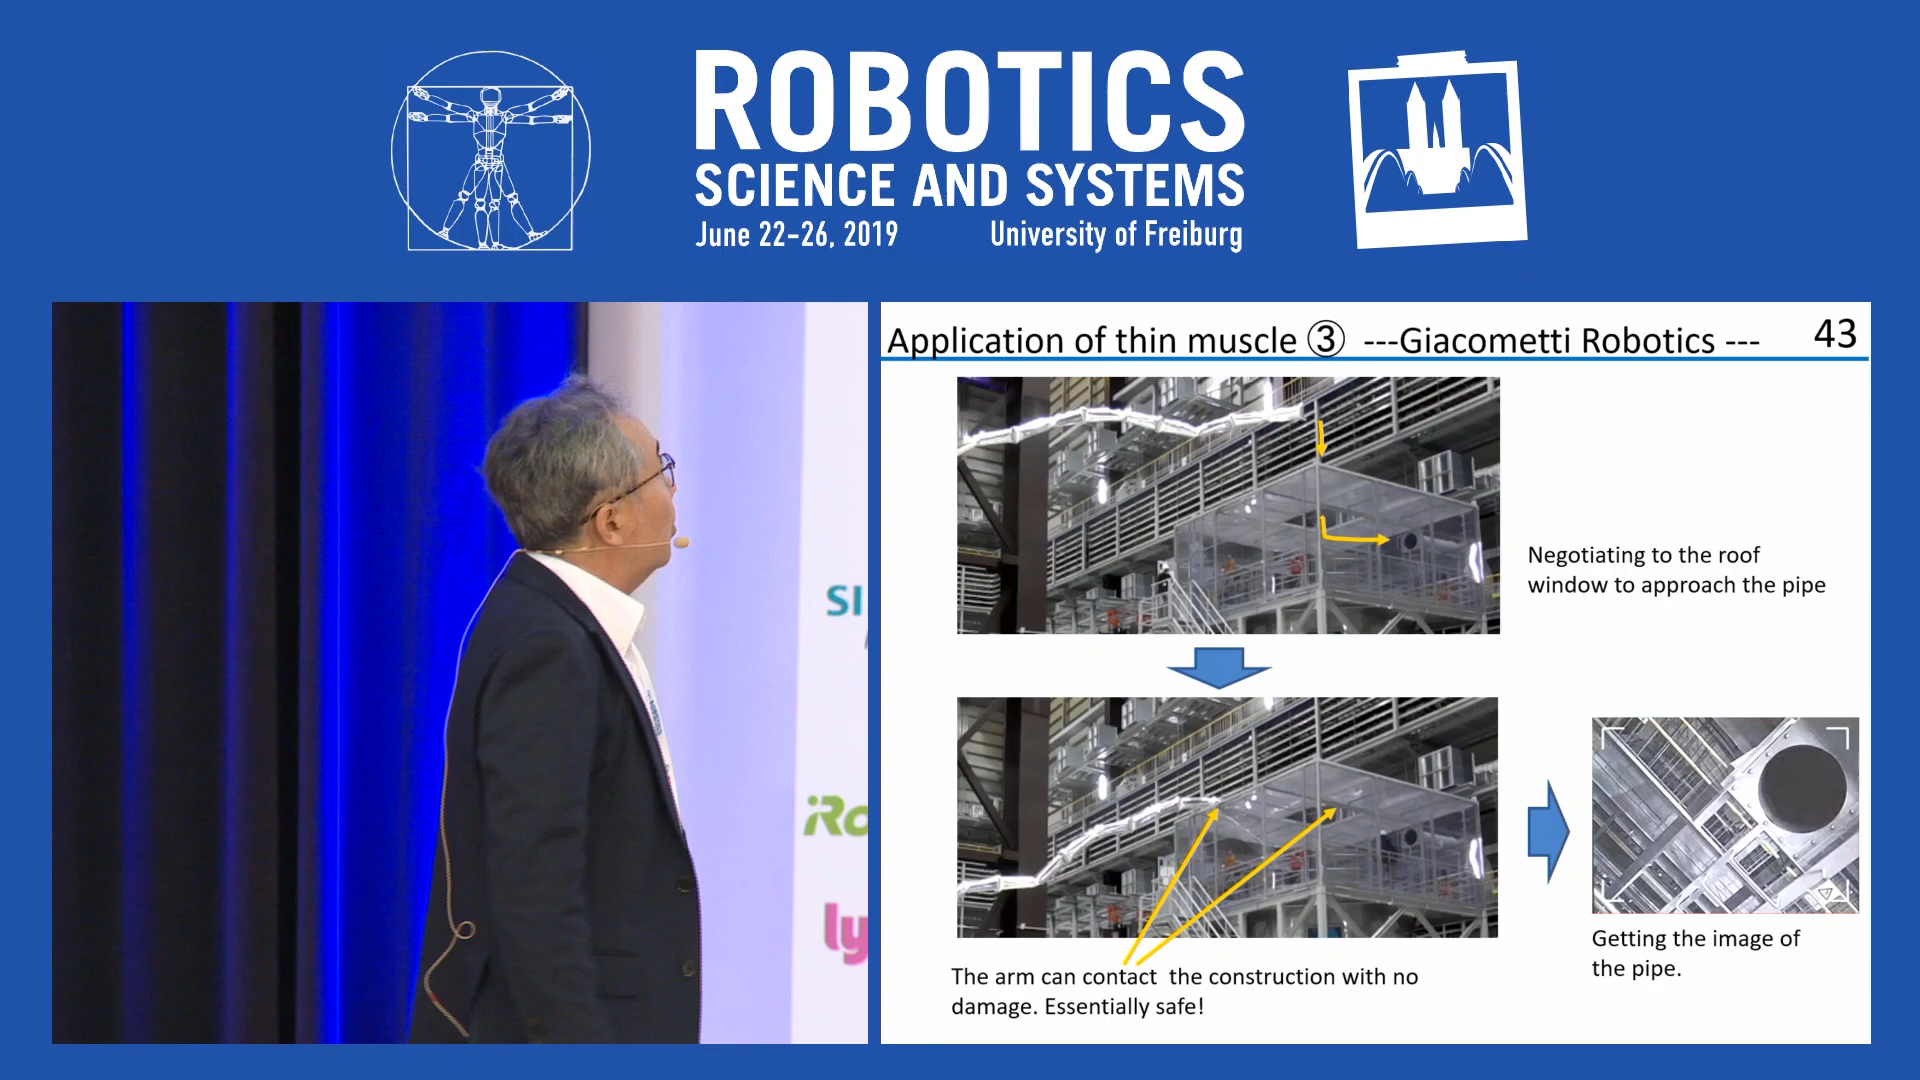 ROBOTICS
SCIENCE AND SYSTEMS
June 22-26, 2019 University of Freiburg
Application of thin muscle ③ ---Giacometti Robotics --- 43
Negotiating to the roof
window to approach the pipe
The arm can contact the construction with no
damage. Essentially safe!
Getting the image of
the pipe.
SI
iRo
ly